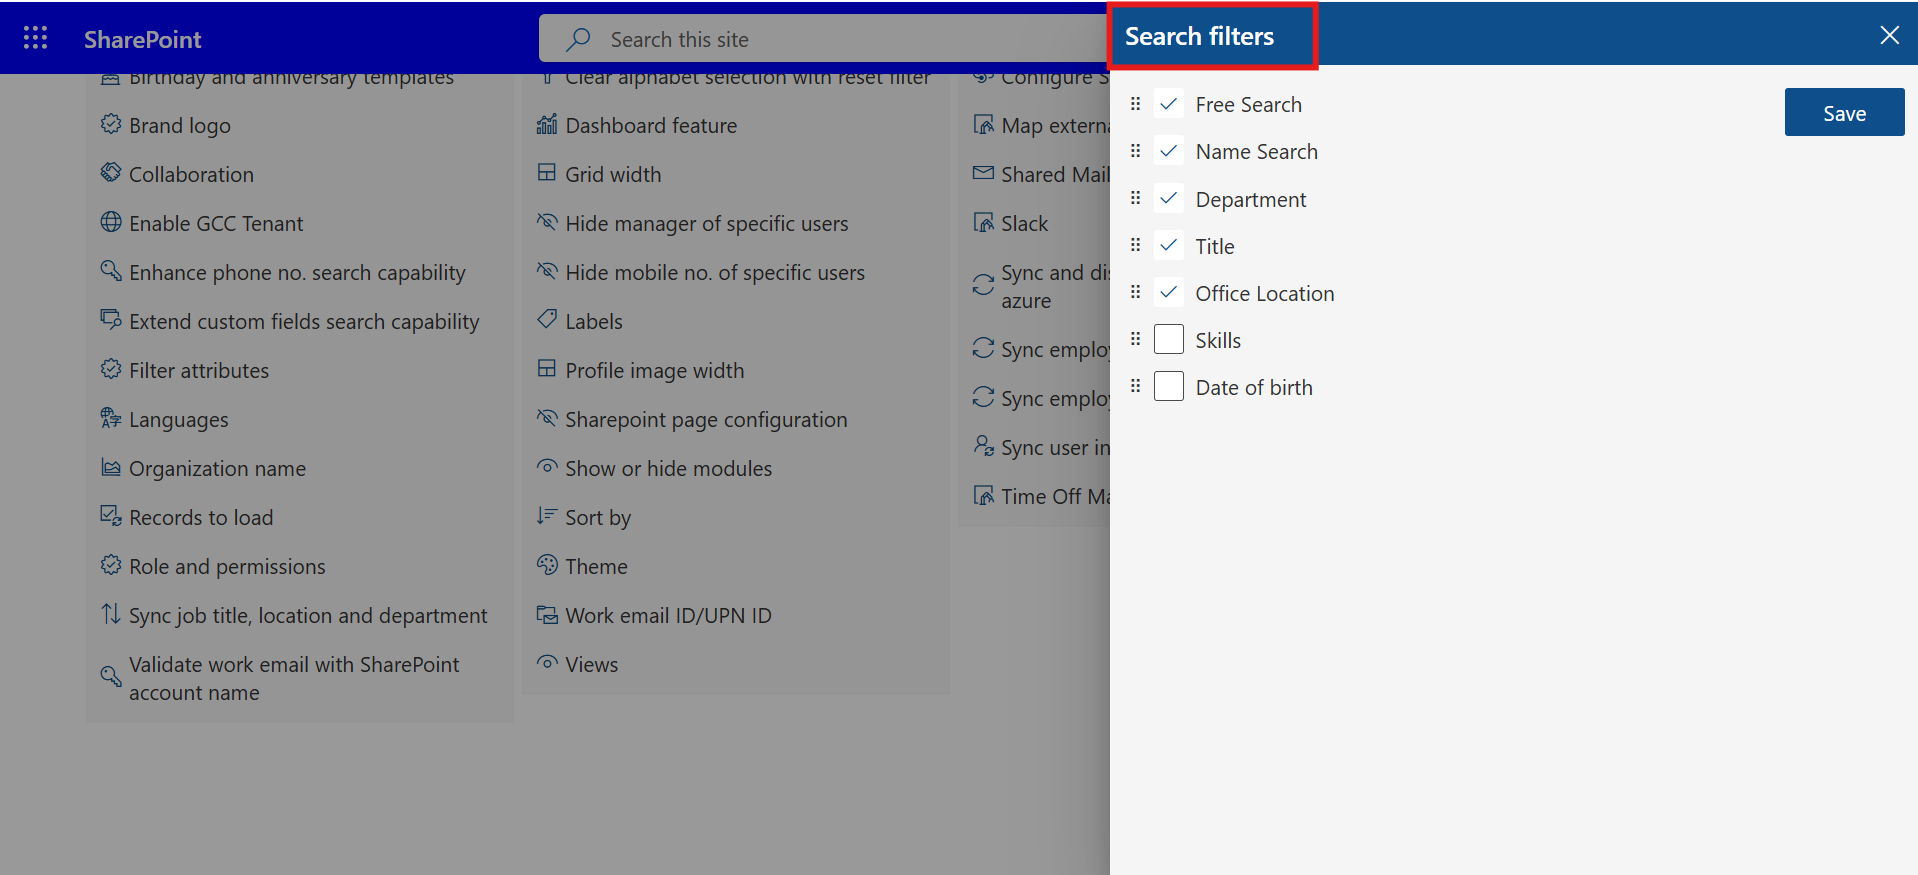 SharePoint
Search this site
Search filters
Birthday and anniversary templates
Brand logo
Collaboration
Enable GCC Tenant
Enhance phone no. search capability
Extend custom fields search capability
Filter attributes
Languages
Organization name
Records to load
Role and permissions
Sync job title, location and department
Validate work email with SharePoint
account name
Clear alphabet selection with reset filter
Dashboard feature
Grid width
Hide manager of specific users
Hide mobile no. of specific users
Labels
Profile image width
Sharepoint page configuration
Show or hide modules
Sort by
Theme
Work email ID/UPN ID
Views
Configure S
Map externa
Shared Mail
Slack
Sync and dis
azure
Sync employ
Sync employ
Sync user in
Time Off Ma
Free Search
Name Search
Department
Title
Office Location
Skills
Date of birth
Save